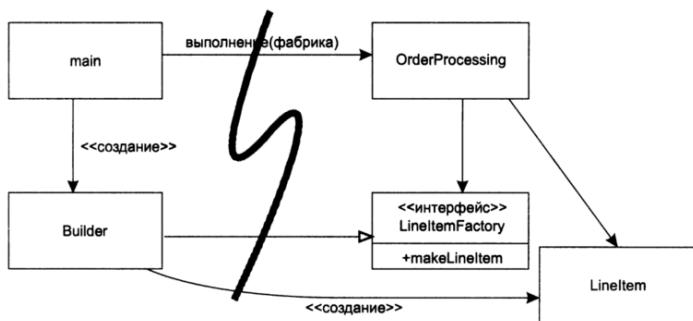 выполнение(фабрика)
main
OrderProcessing
<<создание>>
<<интерфейс>>
LineItemFactory
Builder
+makeLineItem
LineItem
<<создание>>